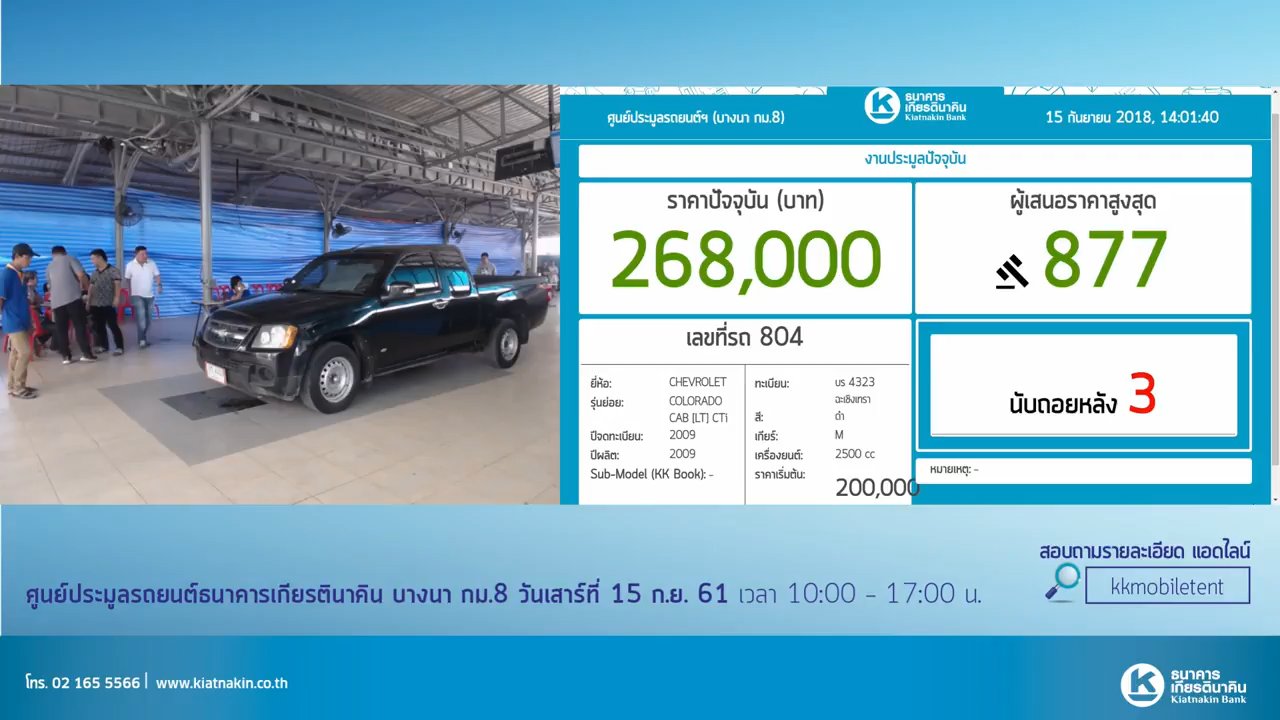 ธนาคาร
เกียรตินาคิน
Kiatnakin Bank
ศูนย์ประมูลรถยนต์ฯ (บางนา กม.8)
15 กันยายน 2018, 14:01:40
งานประมูลปัจจุบัน
ราคาปัจจุบัน (บาท)
268,000
ผู้เสนอราคาสูงสุด
877
เลขที่รถ 804
ยี่ห้อ: CHEVROLET
รุ่นย่อย: COLORADO
CAB [LT] CTi
ปีจดทะเบียน: 2009
ปีผลิต: 2009
Sub-Model (KK Book): -
ทะเบียน: บร 4323
ฉะเชิงเทรา
สี: ดำ
เกียร์: M
เครื่องยนต์: 2500 cc
ราคาเริ่มต้น: 200,000
นับถอยหลัง 3
หมายเหตุ: -
สอบถามรายละเอียด แอดไลน์
kkmobiletent
ศูนย์ประมูลรถยนต์ธนาคารเกียรตินาคิน บางนา กม.8 วันเสาร์ที่ 15 ก.ย. 61 เวลา 10:00 - 17:00 น.
โทร. 02 165 5566 | www.kiatnakin.co.th
ธนาคาร
เกียรตินาคิน
Kiatnakin Bank